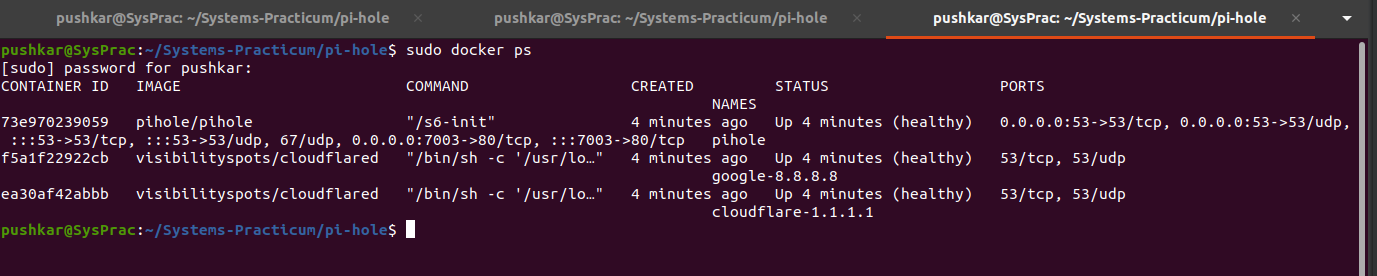 pushkar@SysPrac: ~/Systems-Practicum/pi-hole × pushkar@SysPrac: ~/Systems-Practicum/pi-hole × pushkar@SysPrac: ~/Systems-Practicum/pi-hole ×
pushkar@SysPrac:~/Systems-Practicum/pi-hole$ sudo docker ps
[sudo] password for pushkar:
CONTAINER ID   IMAGE                         COMMAND                  CREATED         STATUS                   PORTS
                                                                               NAMES
73e970239059   pihole/pihole                 "/s6-init"               4 minutes ago   Up 4 minutes (healthy)   0.0.0.0:53->53/tcp, 0.0.0.0:53->53/udp,
 :::53->53/tcp, :::53->53/udp, 67/udp, 0.0.0.0:7003->80/tcp, :::7003->80/tcp   pihole
f5a1f22922cb   visibilityspots/cloudflared   "/bin/sh -c '/usr/lo…"   4 minutes ago   Up 4 minutes (healthy)   53/tcp, 53/udp
                                                                               google-8.8.8.8
ea30af42abbb   visibilityspots/cloudflared   "/bin/sh -c '/usr/lo…"   4 minutes ago   Up 4 minutes (healthy)   53/tcp, 53/udp
                                                                               cloudflare-1.1.1.1
pushkar@SysPrac:~/Systems-Practicum/pi-hole$